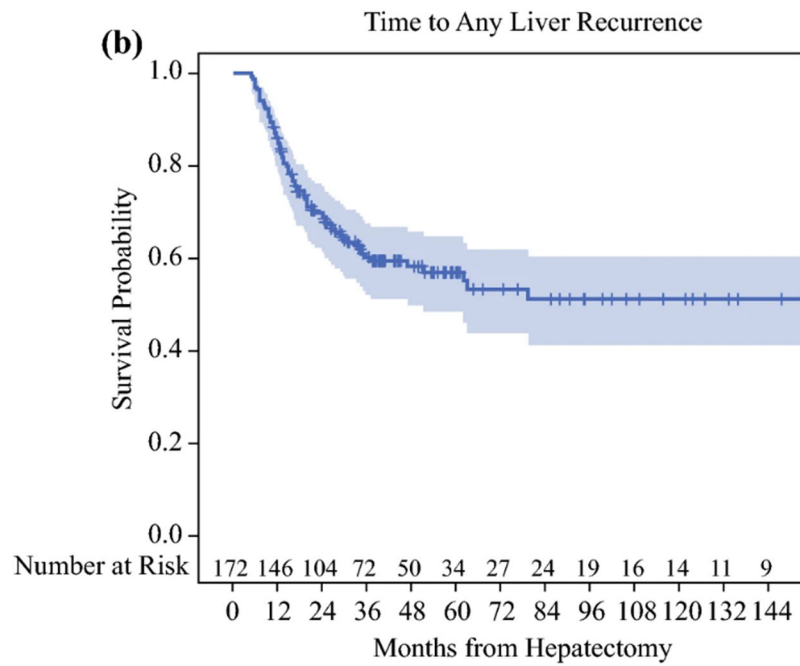 Time to Any Liver Recurrence
(b)
1.0
0.8
0.6
0.4
0.2
0.0
Survival Probability
Number at Risk 172 146 104 72 50 34 27 24 19 16 14 11 9
0 12 24 36 48 60 72 84 96 108 120 132 144
Months from Hepatectomy